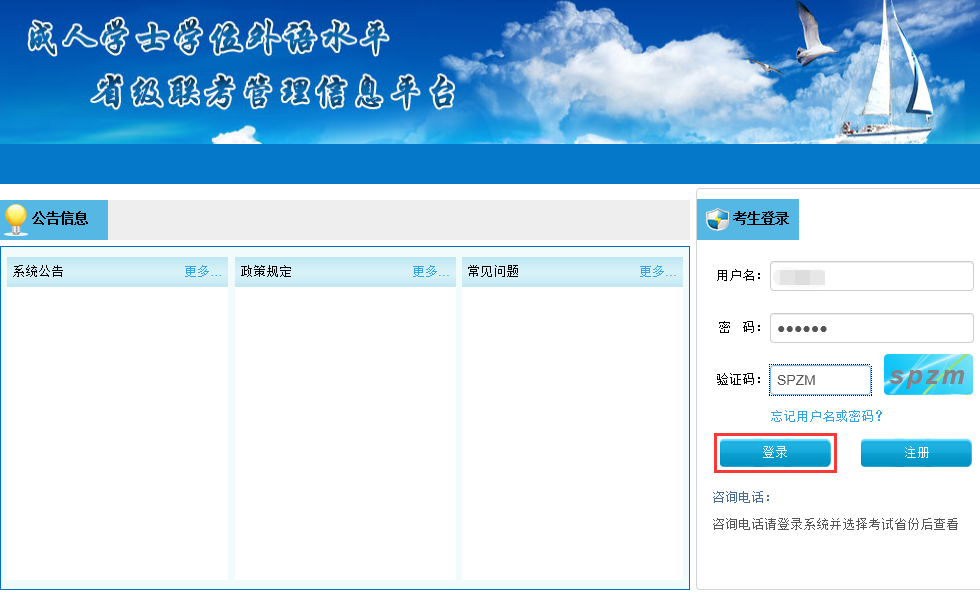 成人学士学位外语水平
省级联考管理信息平台
公告信息
系统公告 更多...
政策规定 更多...
常见问题 更多...
考生登录
用户名：
密 码： ●●●●●●
验证码： SPZM spzm
忘记用户名或密码？
登录 注册
咨询电话：
咨询电话请登录系统并选择考试省份后查看